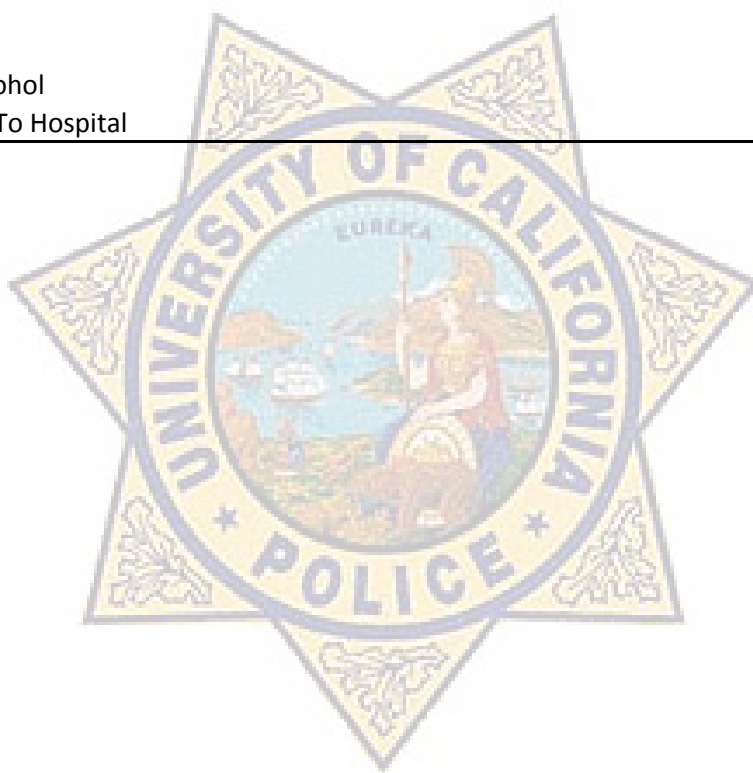 ohol
To Hospital
UNIVERSITY OF CALIFORNIA
EUREKA
* POLICE *